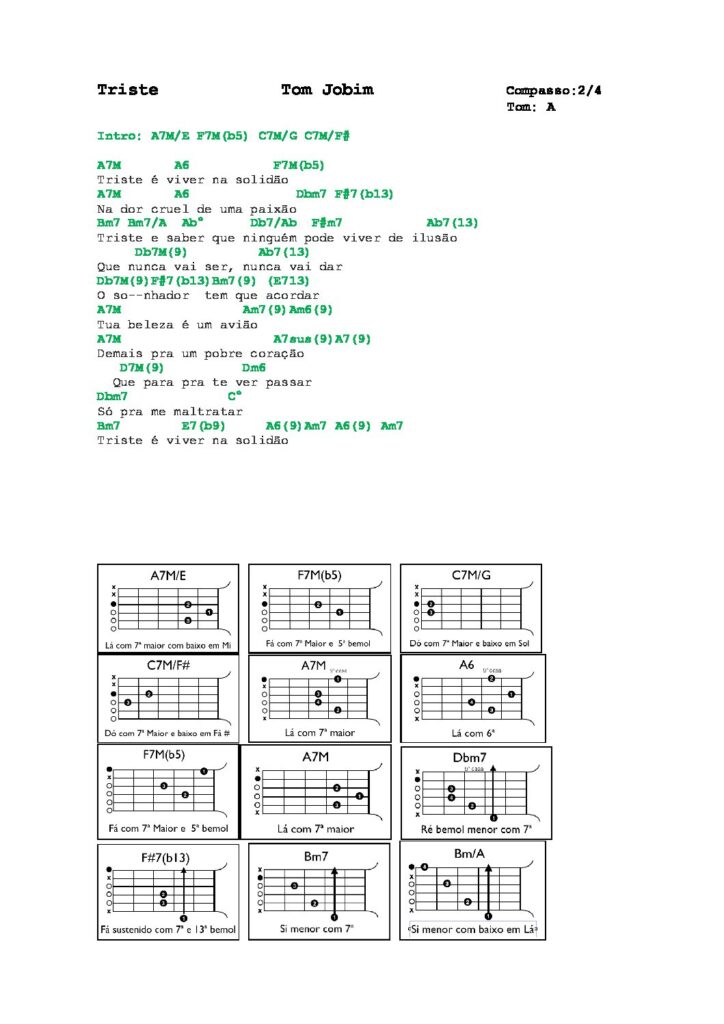 Triste Tom Jobim Compasso:2/4
Tom: A
Intro: A7M/E F7M(b5) C7M/G C7M/F#
A7M A6 F7M(b5)
Triste é viver na solidão
A7M A6 Dbm7 F#7(b13)
Na dor cruel de uma paixão
Bm7 Bm7/A Abº Db7/Ab F#m7 Ab7(13)
Triste e saber que ninguém pode viver de ilusão
Db7M(9) Ab7(13)
Que nunca vai ser, nunca vai dar
Db7M(9)F#7(b13)Bm7(9) (E713)
O so--nhador tem que acordar
A7M Am7(9)Am6(9)
Tua beleza é um avião
A7M A7sus(9)A7(9)
Demais pra um pobre coração
D7M(9) Dm6
Que para pra te ver passar
Dbm7 Cº
Só pra me maltratar
Bm7 E7(b9) A6(9)Am7 A6(9) Am7
Triste é viver na solidão
A7M/E F7M(b5) C7M/G
Lá com 7ª maior com baixo em Mi Fá com 7ª Maior e 5ª bemol Dó com 7ª Maior e baixo em Sol
C7M/F# A7M A6
Dó com 7ª Maior e baixo em Fá # Lá com 7ª maior Lá com 6ª
F7M(b5) A7M Dbm7
Fá com 7ª Maior e 5ª bemol Lá com 7ª maior Ré bemol menor com 7ª
F#7(b13) Bm7 Bm/A
Fá sustenido com 7ª e 13ª bemol Si menor com 7ª Si menor com baixo em Lá